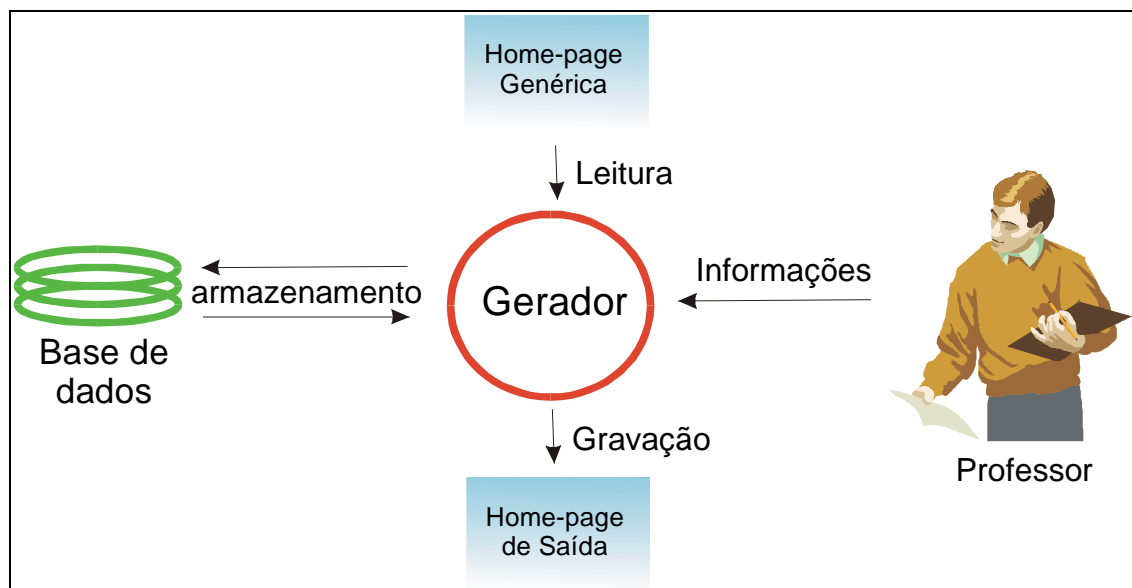 Home-page
Genérica
Leitura
armazenamento
Gerador
Informações
Base de
dados
Gravação
Professor
Home-page
de Saída